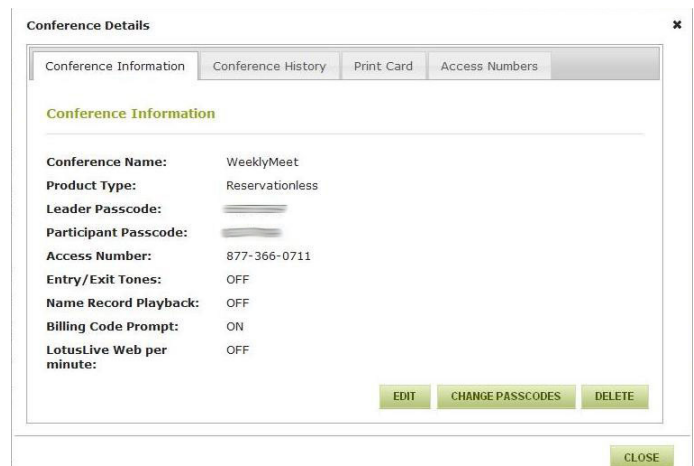 Conference Details
Conference Information Conference History Print Card Access Numbers
Conference Information
Conference Name: WeeklyMeet
Product Type: Reservationless
Leader Passcode:
Participant Passcode:
Access Number: 877-366-0711
Entry/Exit Tones: OFF
Name Record Playback: OFF
Billing Code Prompt: ON
LotusLive Web per OFF
minute:
EDIT CHANGE PASSCODES DELETE
CLOSE